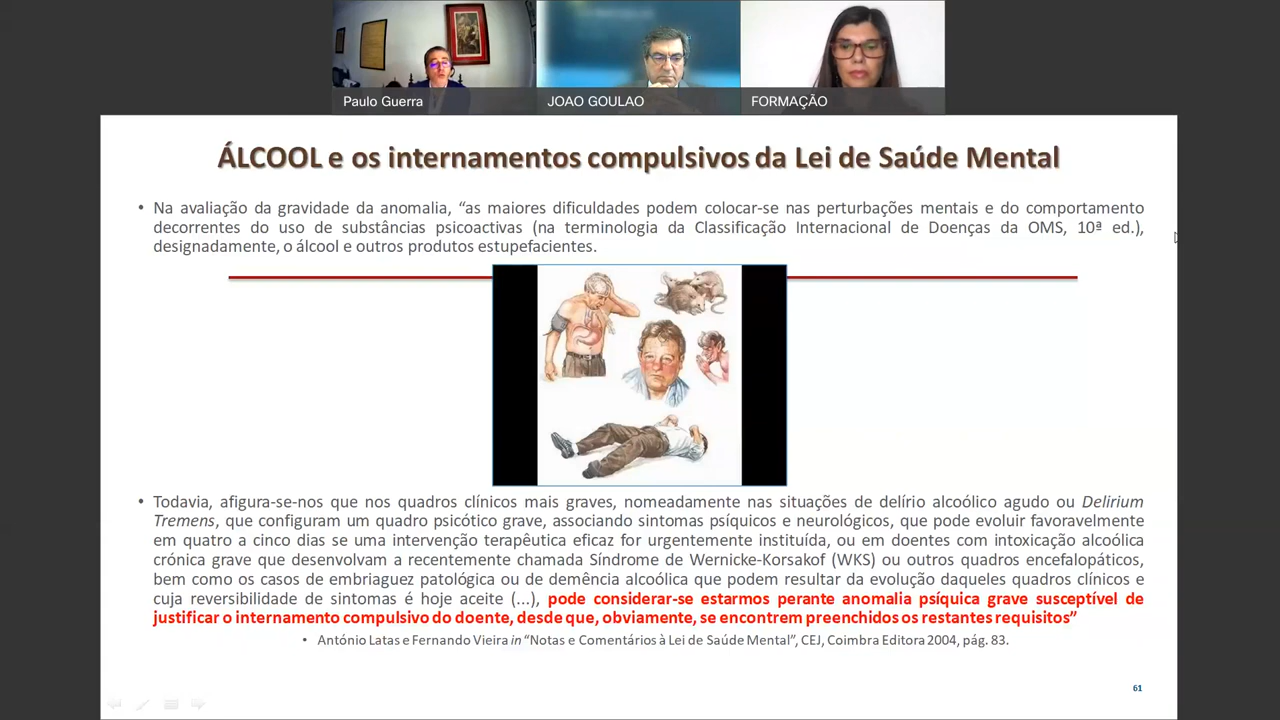 Paulo Guerra
JOAO GOULAO
FORMAÇÃO
ÁLCOOL e os internamentos compulsivos da Lei de Saúde Mental
• Na avaliação da gravidade da anomalia, “as maiores dificuldades podem colocar-se nas perturbações mentais e do comportamento
decorrentes do uso de substâncias psicoactivas (na terminologia da Classificação Internacional de Doenças da OMS, 10ª ed.),
designadamente, o álcool e outros produtos estupefacientes.
• Todavia, afigura-se-nos que nos quadros clínicos mais graves, nomeadamente nas situações de delírio alcoólico agudo ou Delirium
Tremens, que configuram um quadro psicótico grave, associando sintomas psíquicos e neurológicos, que pode evoluir favoravelmente
em quatro a cinco dias se uma intervenção terapêutica eficaz for urgentemente instituída, ou em doentes com intoxicação alcoólica
crónica grave que desenvolvam a recentemente chamada Síndrome de Wernicke-Korsakof (WKS) ou outros quadros encefalopáticos,
bem como os casos de embriaguez patológica ou de demência alcoólica que podem resultar da evolução daqueles quadros clínicos e
cuja reversibilidade de sintomas é hoje aceite (...), pode considerar-se estarmos perante anomalia psíquica grave susceptível de
justificar o internamento compulsivo do doente, desde que, obviamente, se encontrem preenchidos os restantes requisitos”
• António Latas e Fernando Vieira in “Notas e Comentários à Lei de Saúde Mental”, CEJ, Coimbra Editora 2004, pág. 83.
61